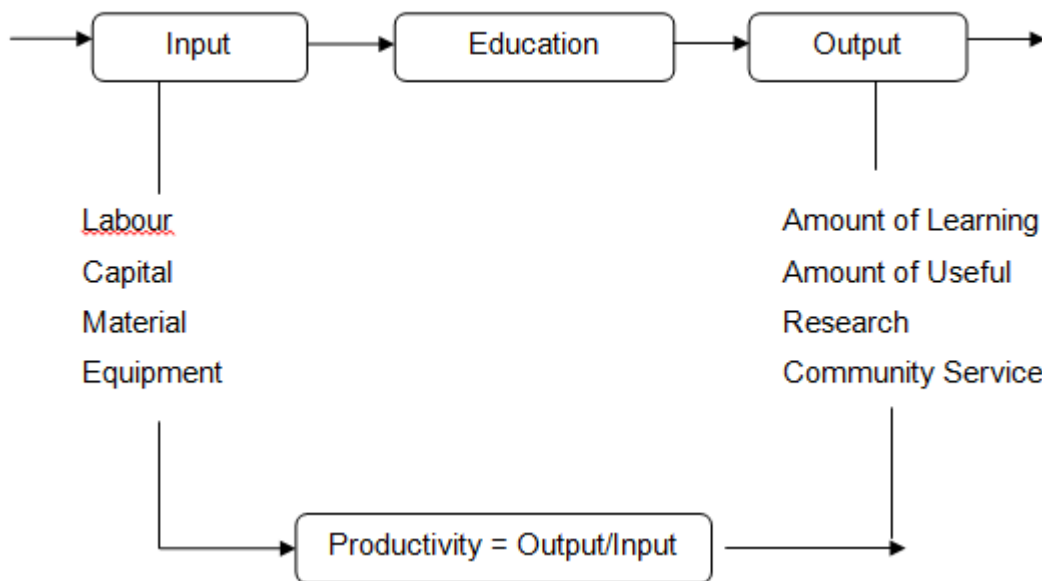 Input
Education
Output
Labour
Capital
Material
Equipment
Amount of Learning
Amount of Useful
Research
Community Service
Productivity = Output/Input